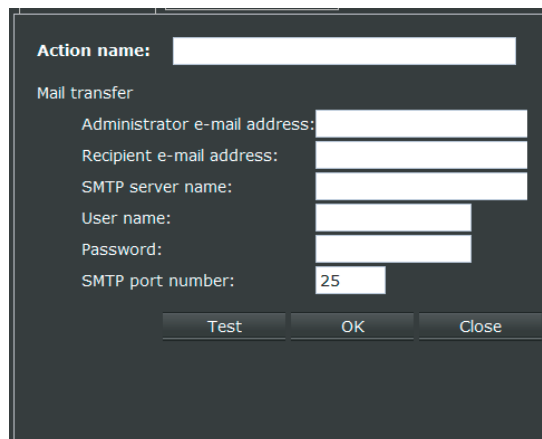 Action name:
Mail transfer
Administrator e-mail address:
Recipient e-mail address:
SMTP server name:
User name:
Password:
SMTP port number: 25
Test OK Close